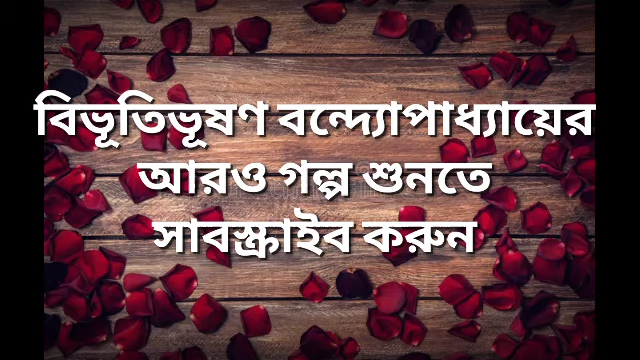 বিভূতিভূষণ বন্দ্যোপাধ্যায়ের
আরও গল্প শুনতে
সাবস্ক্রাইব করুন